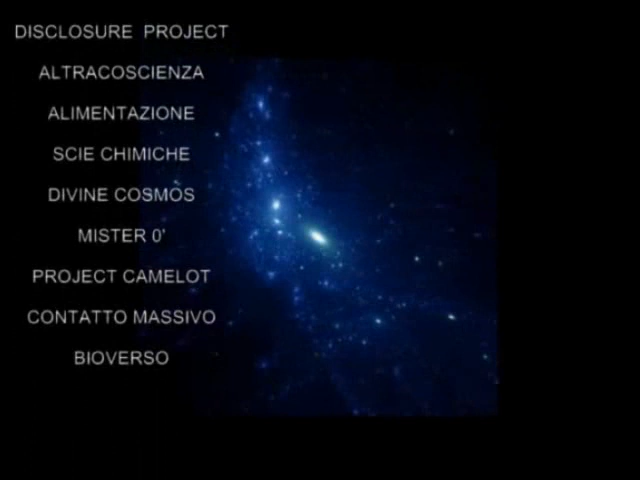 DISCLOSURE PROJECT
ALTRACOSCIENZA
ALIMENTAZIONE
SCIE CHIMICHE
DIVINE COSMOS
MISTER 0'
PROJECT CAMELOT
CONTATTO MASSIVO
BIOVERSO